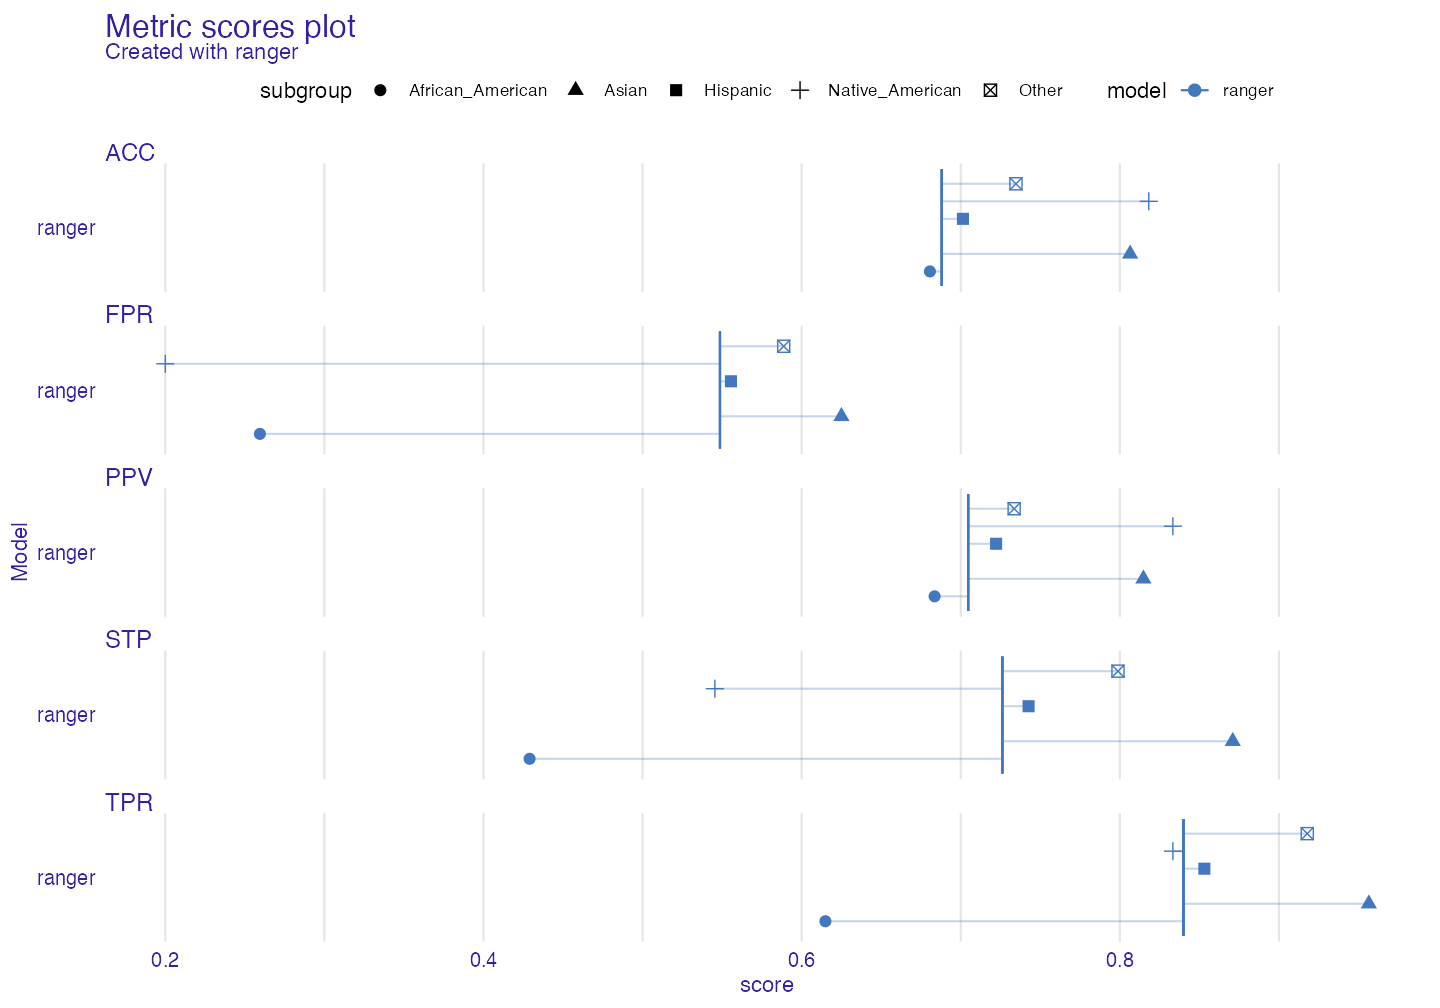 Metric scores plot
Created with ranger
subgroup African_American Asian Hispanic Native_American Other model ranger
ACC
ranger
FPR
ranger
PPV
ranger
Model
STP
ranger
TPR
ranger
0.2 0.4 0.6 0.8
score